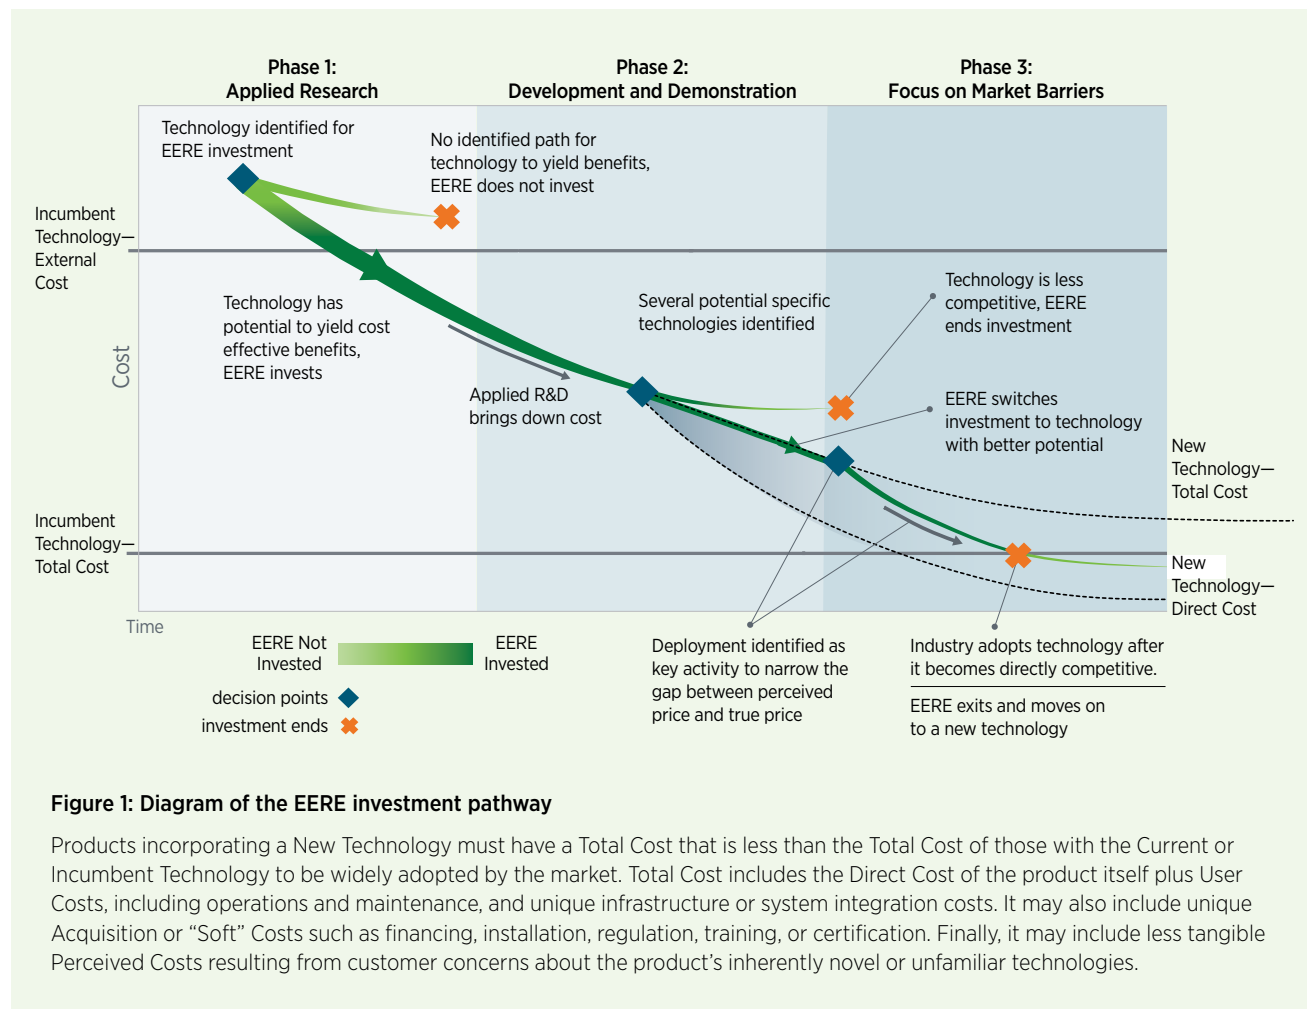 Phase 1:
Applied Research
Phase 2:
Development and Demonstration
Phase 3:
Focus on Market Barriers
Technology identified for
EERE investment
No identified path for
technology to yield benefits,
EERE does not invest
Incumbent
Technology—
External
Cost
Technology has
potential to yield cost
effective benefits,
EERE invests
Several potential specific
technologies identified
Technology is less
competitive, EERE
ends investment
Cost
Applied R&D
brings down cost
EERE switches
investment to technology
with better potential
New
Technology—
Total Cost
Incumbent
Technology—
Total Cost
New
Technology—
Direct Cost
Time
EERE Not
Invested
EERE
Invested
decision points
investment ends
Deployment identified as
key activity to narrow the
gap between perceived
price and true price
Industry adopts technology after
it becomes directly competitive.
EERE exits and moves on
to a new technology
Figure 1: Diagram of the EERE investment pathway
Products incorporating a New Technology must have a Total Cost that is less than the Total Cost of those with the Current or
Incumbent Technology to be widely adopted by the market. Total Cost includes the Direct Cost of the product itself plus User
Costs, including operations and maintenance, and unique infrastructure or system integration costs. It may also include unique
Acquisition or “Soft” Costs such as financing, installation, regulation, training, or certification. Finally, it may include less tangible
Perceived Costs resulting from customer concerns about the product’s inherently novel or unfamiliar technologies.